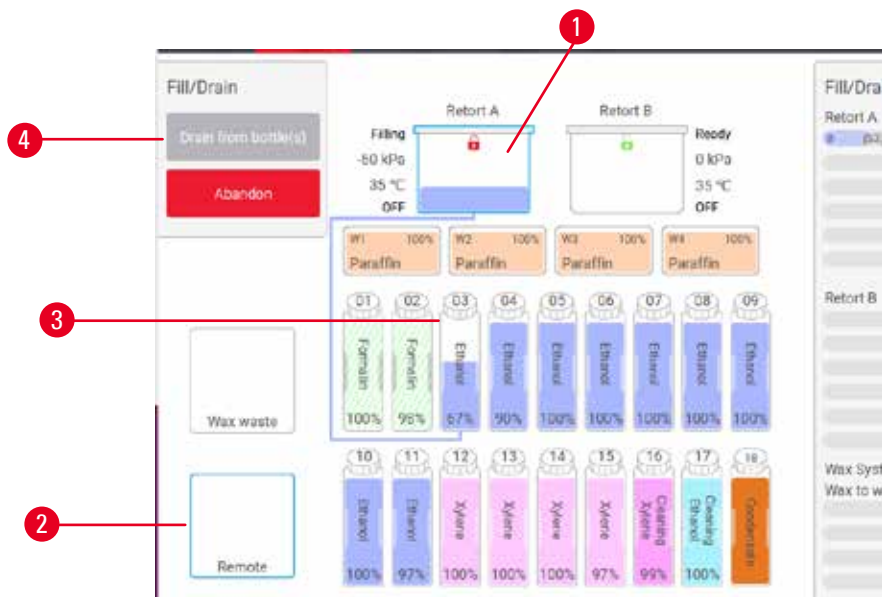 1
Fill/Drain
Fill/Dra
Retort A
Retort B
Retort A
4
Drain from bottle(s)
Filling
Ready
-60 kPa
0 kPa
Abandon
35 °C
35 °C
OFF
OFF
W1 100% W2 100% W3 100% W4 100%
Paraffin Paraffin Paraffin Paraffin
01 02 03 04 05 06 07 08 09
Retort B
3
Formalin Formalin Ethanol Ethanol Ethanol Ethanol Ethanol Ethanol Ethanol
100% 98% 67% 90% 100% 100% 100% 100% 100%
Wax waste
10 11 12 13 14 15 16 17 18
Wax Syst
Wax to w
2
Ethanol Ethanol Xylene Xylene Xylene Xylene Cleaning Xylene Cleaning Ethanol Condensate
Remote
100% 97% 100% 100% 100% 97% 99% 100%